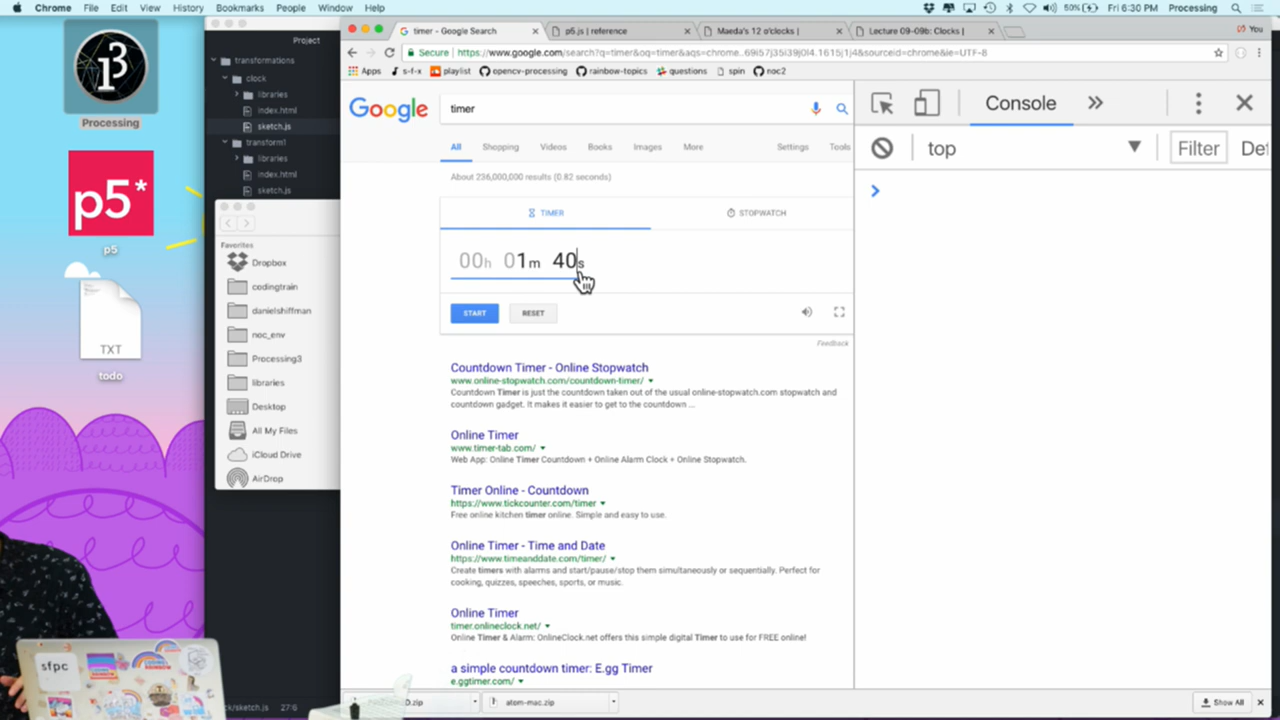 Chrome File Edit View History Bookmarks People Window Help
50% Fri 6:30 PM Processing
Project
transformations
clock
libraries
index.html
sketch.js
transform1
libraries
index.html
sketch.js
Processing
p5*
p5
TXT
todo
Favorites
Dropbox
codingtrain
danielshiffman
noc_env
Processing3
libraries
Desktop
All My Files
iCloud Drive
AirDrop
timer - Google Search
p5.js | reference
Maeda's 12 o'clocks |
Lecture 09-09b: Clocks |
You
Secure https://www.google.com/search?q=timer&oq=timer&aqs=chrome..69i57j35i39j0l4.1615j1j4&sourceid=chrome&ie=UTF-8
Apps s-f-x playlist opencv-processing rainbow-topics questions spin noc2
Google
timer
All Shopping Videos Books Images More Settings Tools
About 236,000,000 results (0.82 seconds)
TIMER STOPWATCH
00h 01m 40s
START RESET
Feedback
Countdown Timer - Online Stopwatch
www.online-stopwatch.com/countdown-timer/
Countdown Timer is just the countdown taken out of the usual online-stopwatch.com stopwatch and
countdown gadget. It makes it easier to get to the countdown ...
Online Timer
www.timer-tab.com/
Web App: Online Timer Countdown + Online Alarm Clock + Online Stopwatch.
Timer Online - Countdown
https://www.tickcounter.com/timer
Free online kitchen timer online. Simple and easy to use.
Online Timer - Time and Date
https://www.timeanddate.com/timer/
Create timers with alarms and start/pause/stop them simultaneously or sequentially. Perfect for
cooking, quizzes, speeches, sports, or music.
Online Timer
timer.onlineclock.net/
Online Timer & Alarm: OnlineClock.net offers this simple digital Timer to use for FREE online!
a simple countdown timer: E.gg Timer
e.ggtimer.com/
Console
top Filter Def
sfpc
CODING
RAINBOW
/sketch.js 27:6
D.zip
atom-mac.zip
Show All